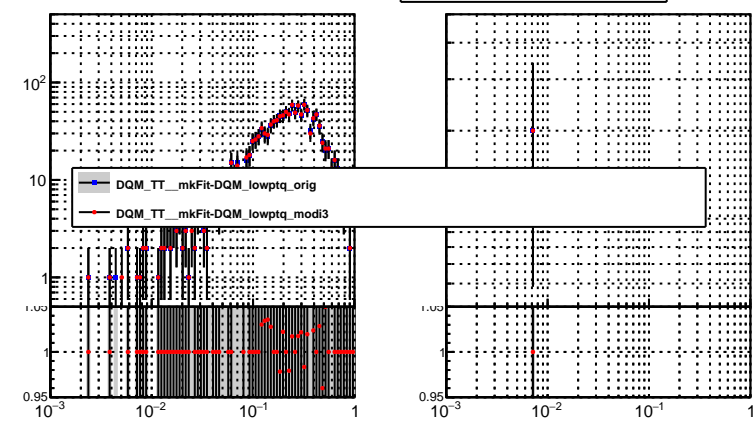 10²
10
1
DQM_TT__mkFit-DQM_lowptq_orig
DQM_TT__mkFit-DQM_lowptq_modi3
1.05 1.05
1 1
0.95 0.95
10⁻³ 10⁻² 10⁻¹ 1 10⁻³ 10⁻² 10⁻¹ 1